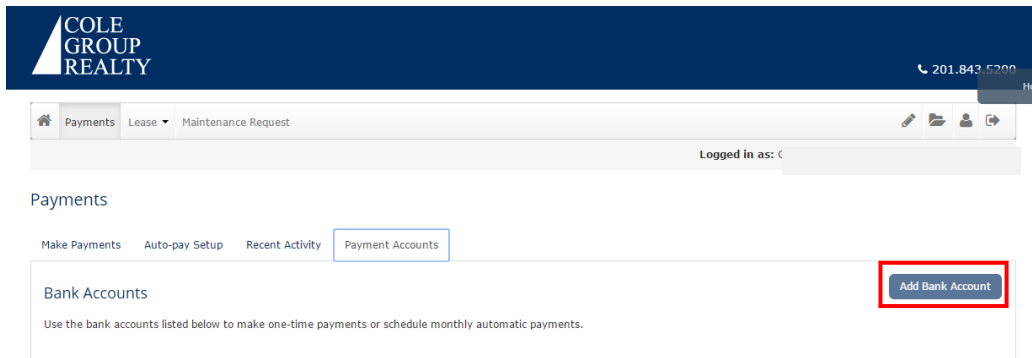 COLE
GROUP
REALTY
201.843.5200
Payments Lease Maintenance Request
Logged in as:
Payments
Make Payments Auto-pay Setup Recent Activity Payment Accounts
Bank Accounts
Add Bank Account
Use the bank accounts listed below to make one-time payments or schedule monthly automatic payments.